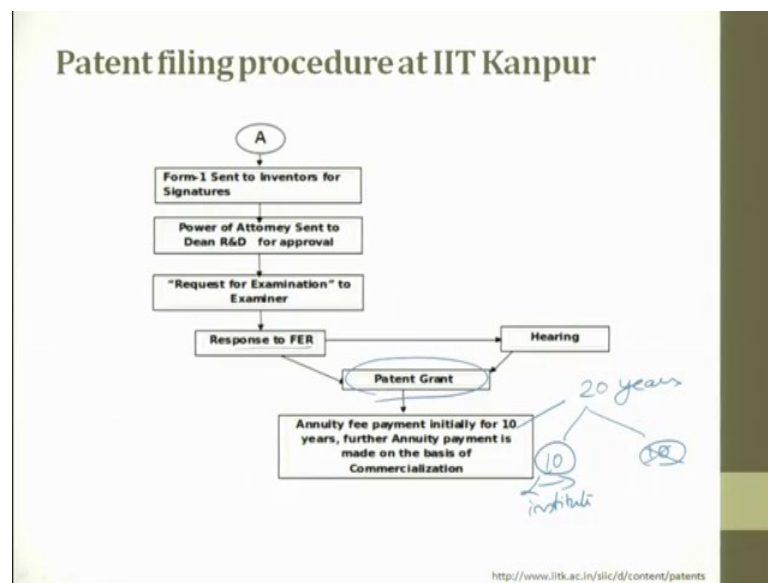 Patent filing procedure at IIT Kanpur
A
Form-1 Sent to Inventors for
Signatures
Power of Attorney Sent to
Dean R&D for approval
"Request for Examination" to
Examiner
Response to FER
Hearing
Patent Grant
20 years
Annuity fee payment initially for 10
years, further Annuity payment is
made on the basis of
Commercialization
10
10
institute
http://www.iitk.ac.in/slic/d/content/patents